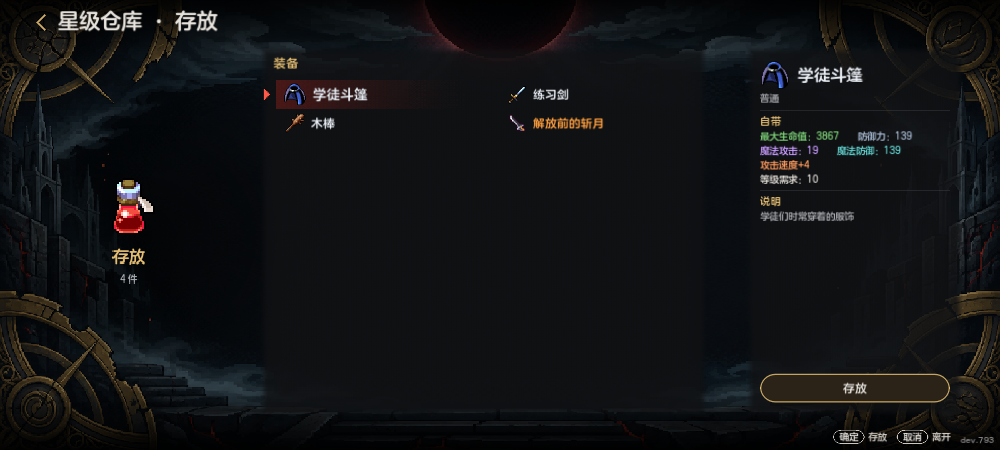 星级仓库 · 存放
装备
学徒斗篷
练习剑
木棒
解放前的斩月
存放
4 件
学徒斗篷
普通
自带
最大生命值: 3867 防御力: 139
魔法攻击: 19 魔法防御: 139
攻击速度+4
等级需求: 10
说明
学徒们时常穿着的服饰
存放
确定 存放 取消 离开 dev.793